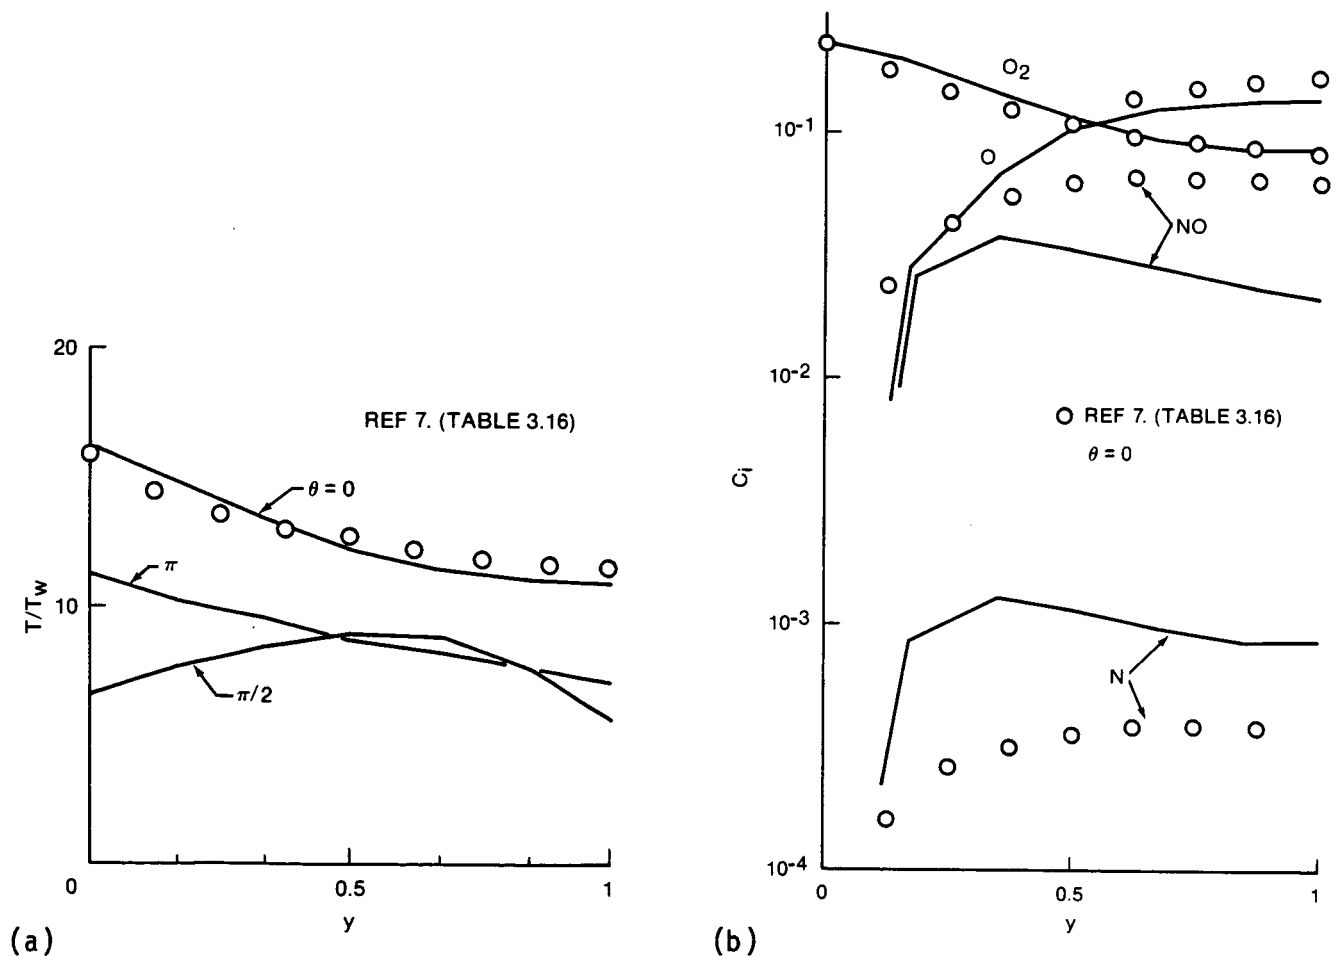 20
10
0
0.5
1
T/T_w
y
REF 7. (TABLE 3.16)
θ = 0
π
π/2
(a)
10⁻¹
10⁻²
10⁻³
10⁻⁴
0
0.5
1
C_i
y
O₂
O
NO
O REF 7. (TABLE 3.16)
θ = 0
N
(b)